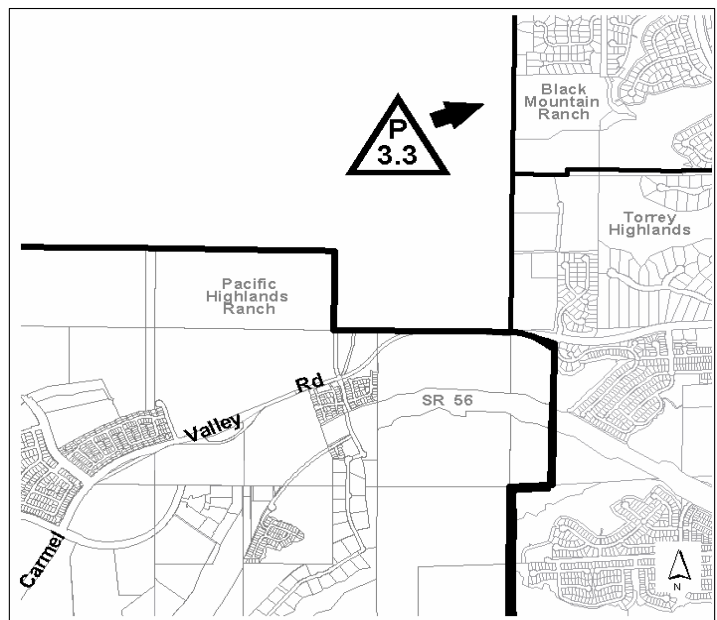 Black
Mountain
Ranch
P
3.3
Torrey
Highlands
Pacific
Highlands
Ranch
SR 56
Carmel Valley Rd
N